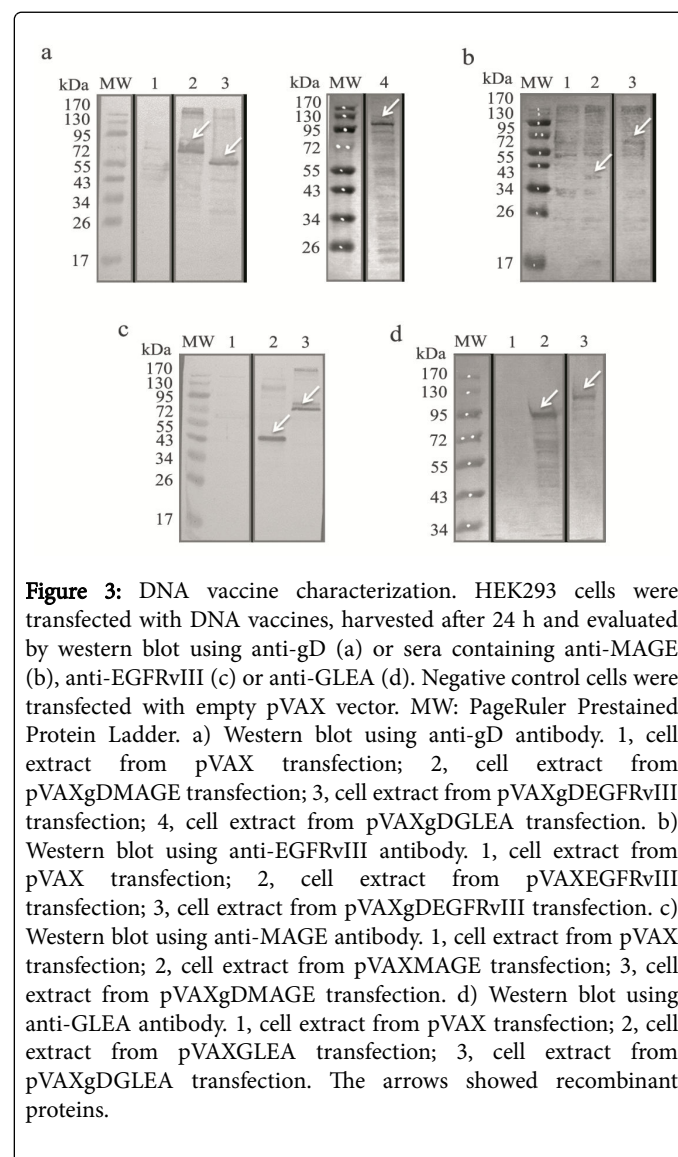 a
b
kDa MW 1 2 3
MW 4
kDa MW 1 2 3
170
130
95
72
55
43
34
26
17
170
130
95
72
55
43
34
26
170
130
95
72
55
43
34
26
17
c
d
kDa MW 1 2 3
kDa MW 1 2 3
170
130
95
72
55
43
34
26
17
170
130
95
72
55
43
34
Figure 3: DNA vaccine characterization. HEK293 cells were
transfected with DNA vaccines, harvested after 24 h and evaluated
by western blot using anti-gD (a) or sera containing anti-MAGE
(b), anti-EGFRvIII (c) or anti-GLEA (d). Negative control cells were
transfected with empty pVAX vector. MW: PageRuler Prestained
Protein Ladder. a) Western blot using anti-gD antibody. 1, cell
extract from pVAX transfection; 2, cell extract from
pVAXgDMAGE transfection; 3, cell extract from pVAXgDEGFRvIII
transfection; 4, cell extract from pVAXgDGLEA transfection. b)
Western blot using anti-EGFRvIII antibody. 1, cell extract from
pVAX transfection; 2, cell extract from pVAXEGFRvIII
transfection; 3, cell extract from pVAXgDEGFRvIII transfection. c)
Western blot using anti-MAGE antibody. 1, cell extract from pVAX
transfection; 2, cell extract from pVAXMAGE transfection; 3, cell
extract from pVAXgDMAGE transfection. d) Western blot using
anti-GLEA antibody. 1, cell extract from pVAX transfection; 2, cell
extract from pVAXGLEA transfection; 3, cell extract from
pVAXgDGLEA transfection. The arrows showed recombinant
proteins.